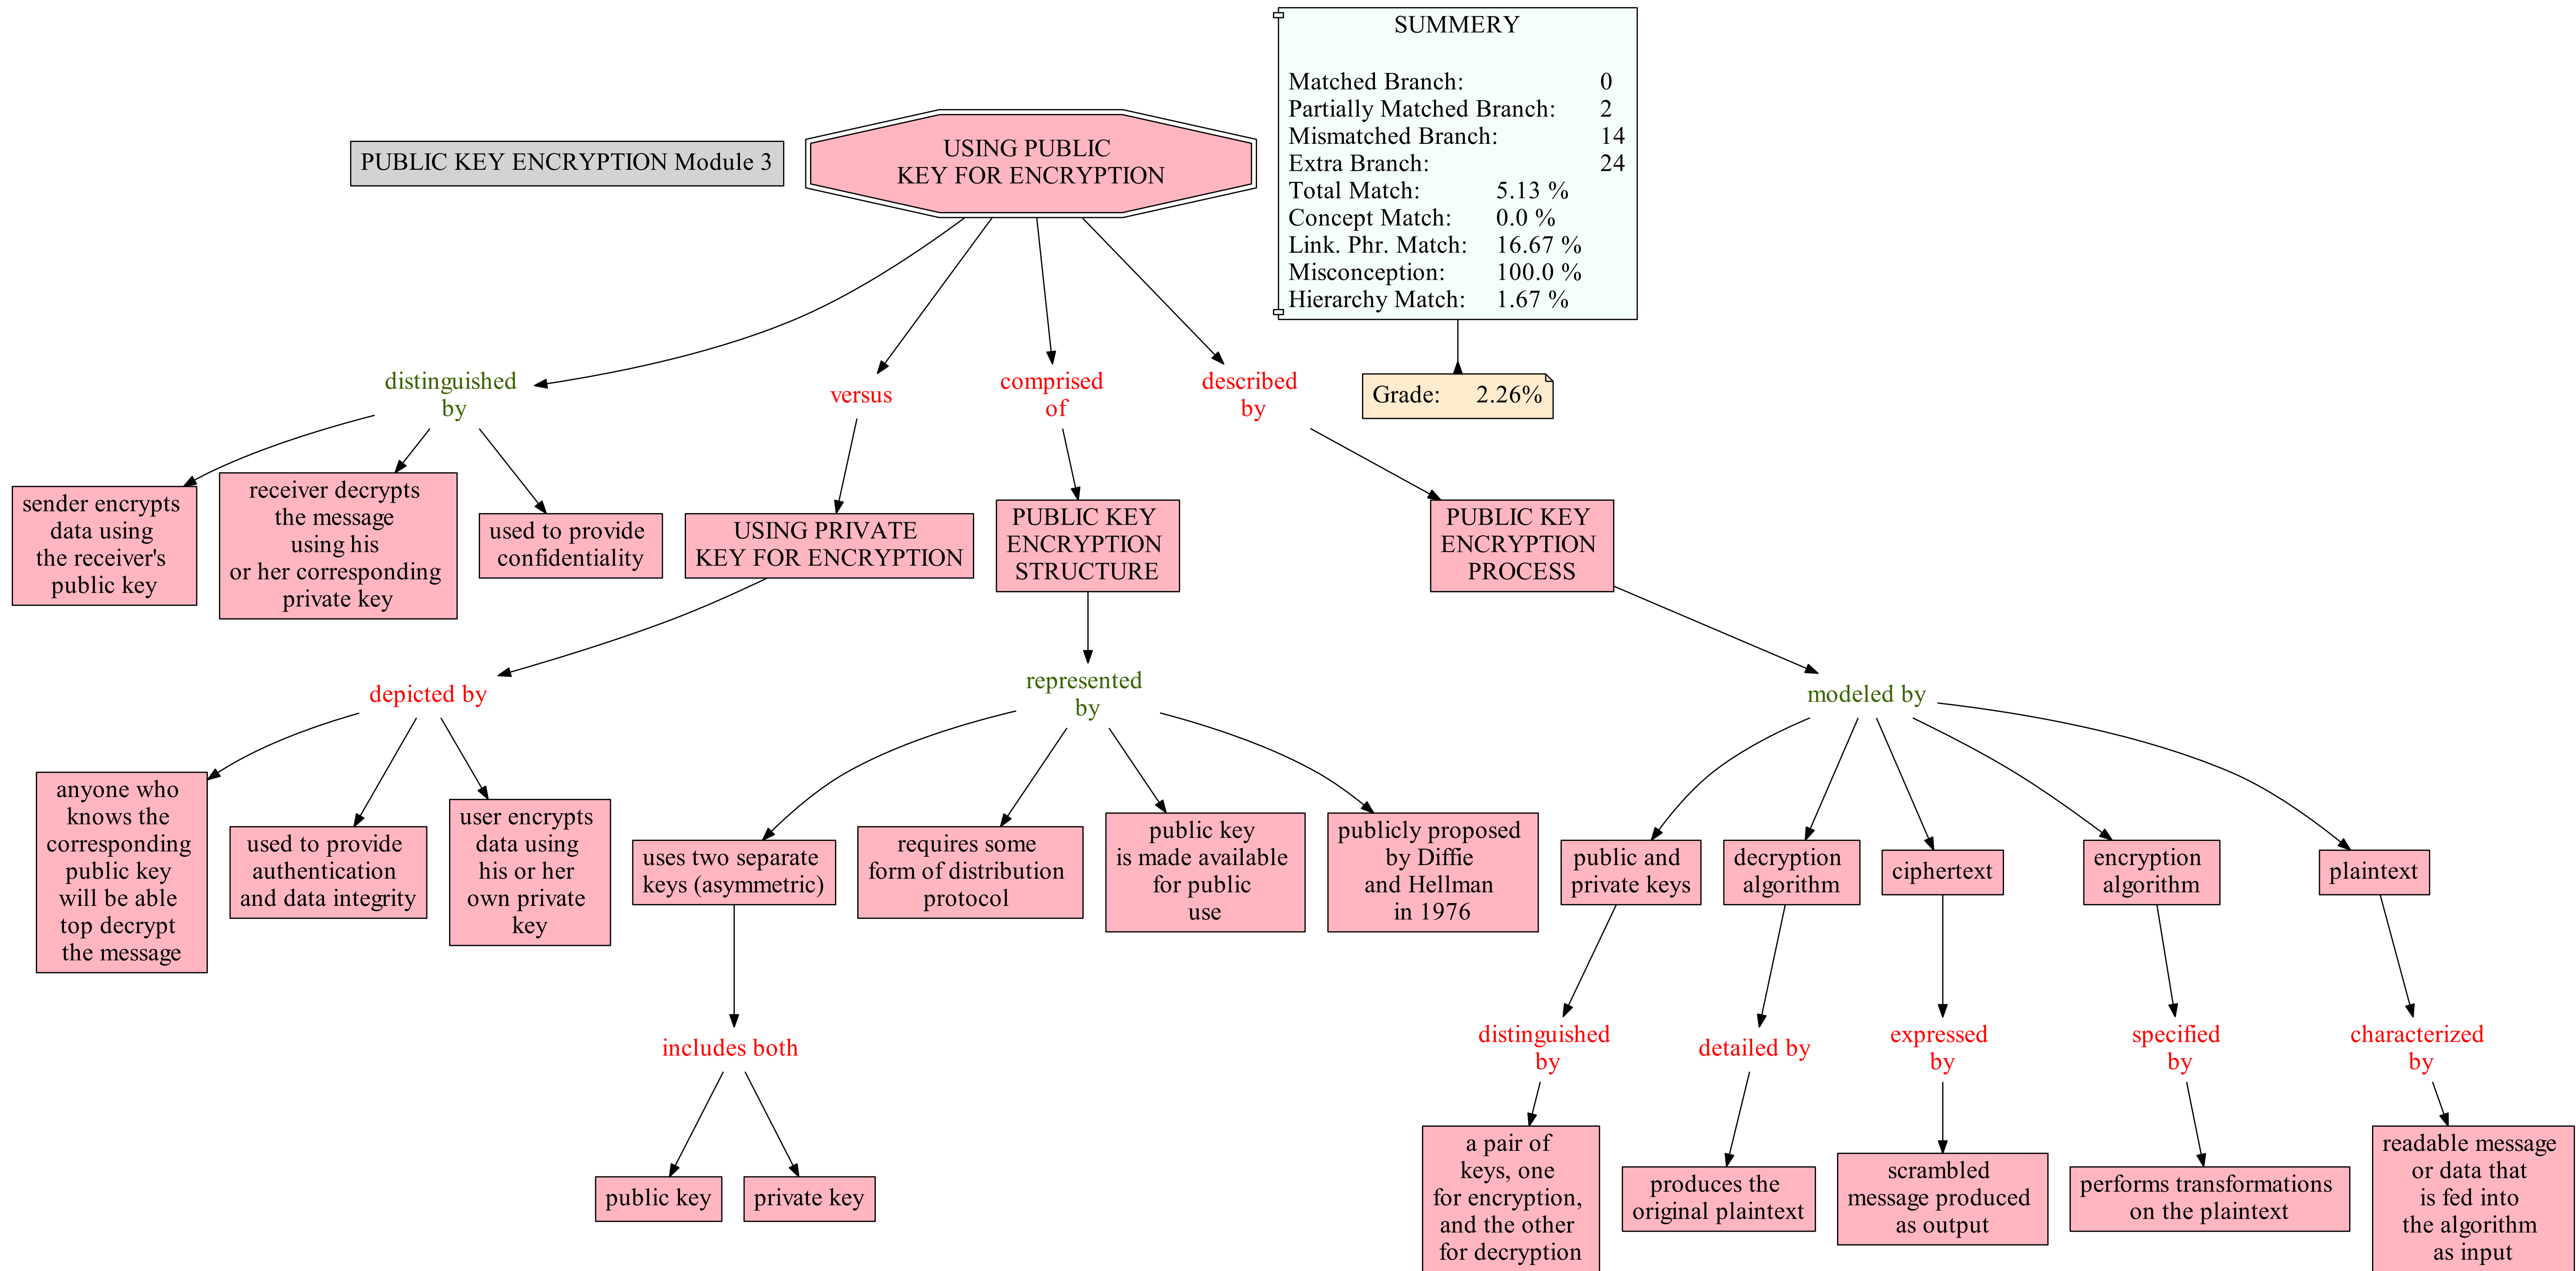 SUMMERY
Matched Branch: 0
Partially Matched Branch: 2
Mismatched Branch: 14
Extra Branch: 24
Total Match: 5.13 %
Concept Match: 0.0 %
Link. Phr. Match: 16.67 %
Misconception: 100.0 %
Hierarchy Match: 1.67 %
PUBLIC KEY ENCRYPTION Module 3
USING PUBLIC
KEY FOR ENCRYPTION
Grade: 2.26%
distinguished
by
versus
comprised
of
described
by
sender encrypts
data using
the receiver's
public key
receiver decrypts
the message
using his
or her corresponding
private key
used to provide
confidentiality
USING PRIVATE
KEY FOR ENCRYPTION
PUBLIC KEY
ENCRYPTION
STRUCTURE
PUBLIC KEY
ENCRYPTION
PROCESS
depicted by
represented
by
modeled by
anyone who
knows the
corresponding
public key
will be able
top decrypt
the message
used to provide
authentication
and data integrity
user encrypts
data using
his or her
own private
key
uses two separate
keys (asymmetric)
requires some
form of distribution
protocol
public key
is made available
for public
use
publicly proposed
by Diffie
and Hellman
in 1976
public and
private keys
decryption
algorithm
ciphertext
encryption
algorithm
plaintext
includes both
distinguished
by
detailed by
expressed
by
specified
by
characterized
by
public key
private key
a pair of
keys, one
for encryption,
and the other
for decryption
produces the
original plaintext
scrambled
message produced
as output
performs transformations
on the plaintext
readable message
or data that
is fed into
the algorithm
as input